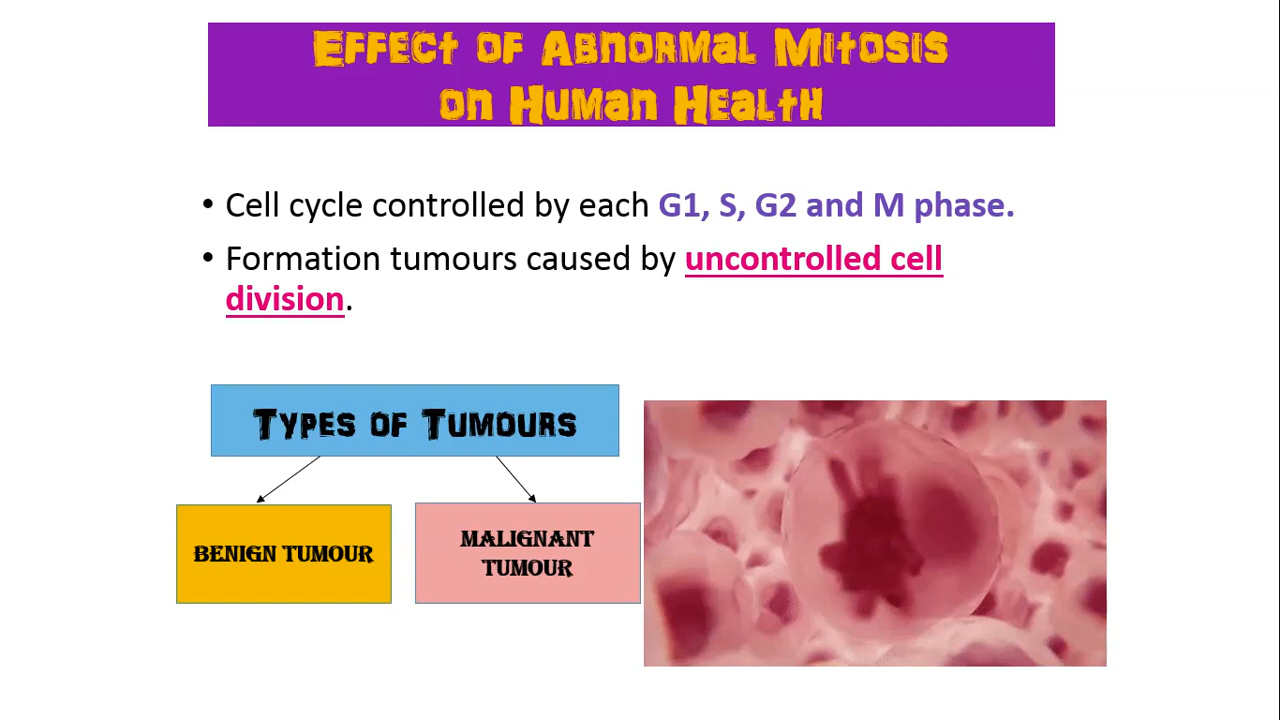 Effect of Abnormal Mitosis
on Human Health
• Cell cycle controlled by each G1, S, G2 and M phase.
• Formation tumours caused by uncontrolled cell
division.
Types of Tumours
BENIGN TUMOUR
MALIGNANT
TUMOUR